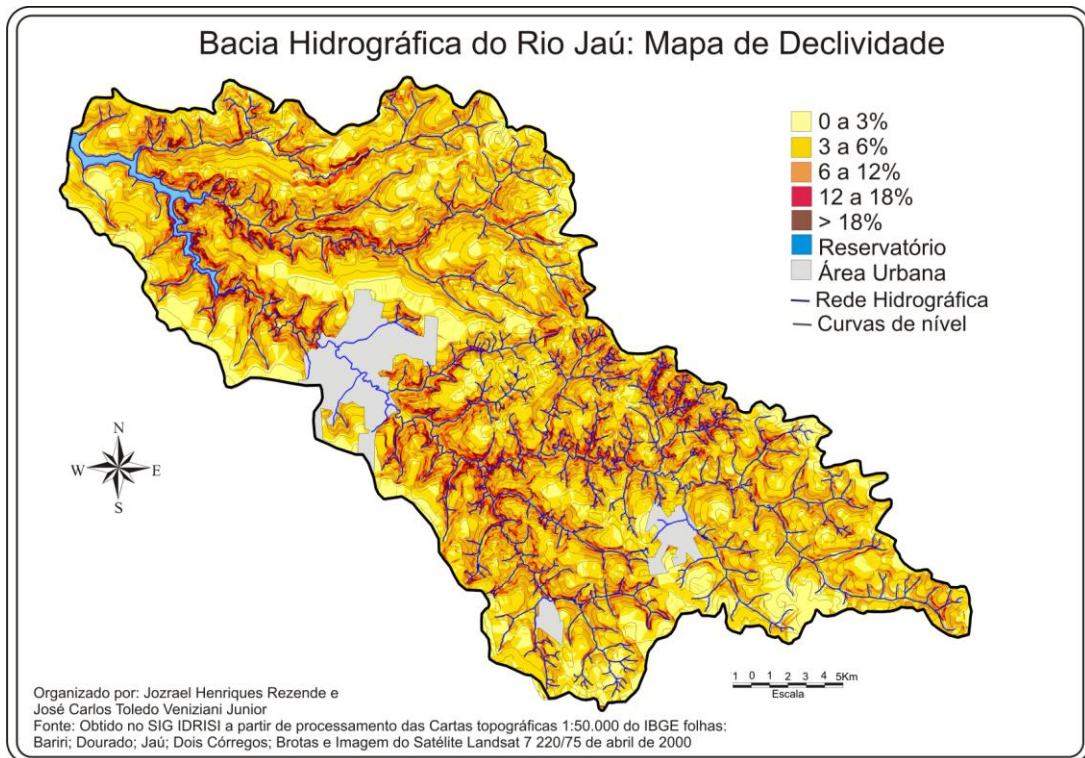 Bacia Hidrográfica do Rio Jaú: Mapa de Declividade
0 a 3%
3 a 6%
6 a 12%
12 a 18%
> 18%
Reservatório
Área Urbana
Rede Hidrográfica
Curvas de nível
N
W E
S
1 0 1 2 3 4 5Km
Escala
Organizado por: Jozrael Henriques Rezende e
José Carlos Toledo Veniziani Junior
Fonte: Obtido no SIG IDRISI a partir de processamento das Cartas topográficas 1:50.000 do IBGE folhas:
Bariri; Dourado; Jaú; Dois Córregos; Brotas e Imagem do Satélite Landsat 7 220/75 de abril de 2000